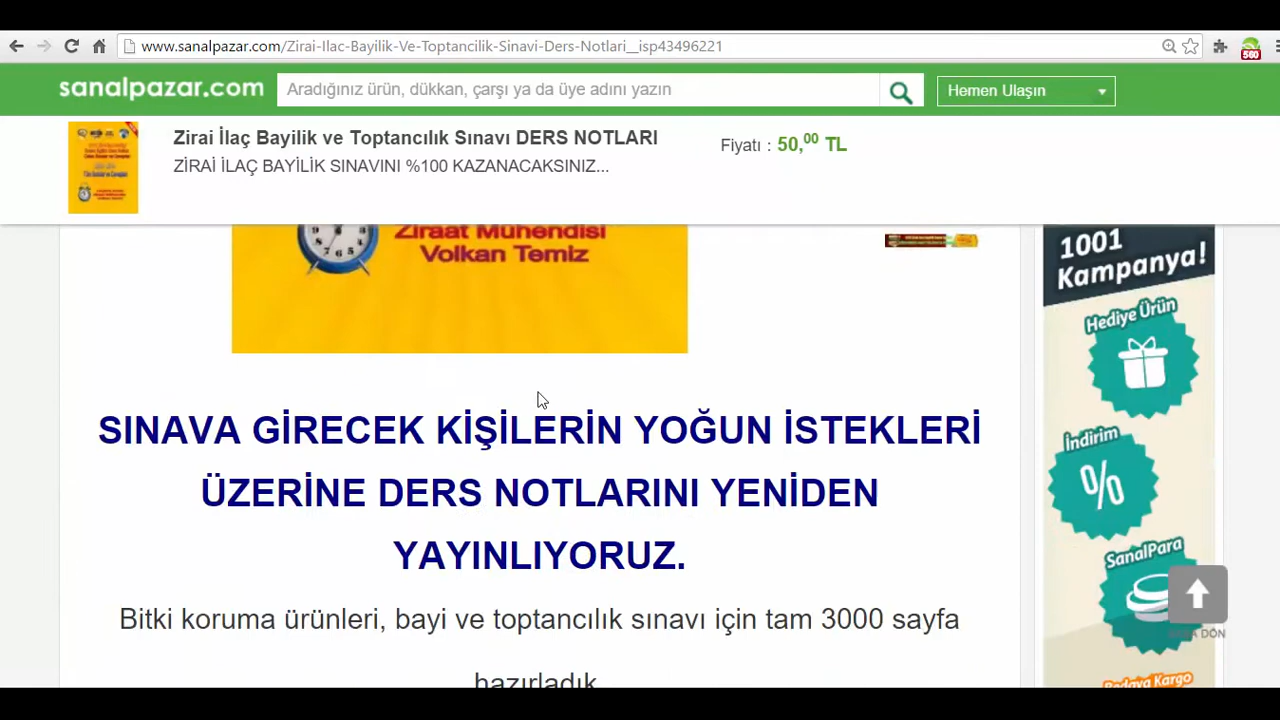 www.sanalpazar.com/Zirai-Ilac-Bayilik-Ve-Toptancilik-Sinavi-Ders-Notlari__isp43496221
560
sanalpazar.com
Aradığınız ürün, dükkan, çarşı ya da üye adını yazın
Hemen Ulaşın
Zirai İlaç Bayilik ve Toptancılık Sınavı DERS NOTLARI
ZİRAİ İLAÇ BAYİLİK SINAVINI %100 KAZANACAKSINIZ...
Fiyatı : 50,00 TL
Ziraat Mühendisi
Volkan Temiz
SINAVA GİRECEK KİŞİLERİN YOĞUN İSTEKLERİ
ÜZERİNE DERS NOTLARINI YENİDEN
YAYINLIYORUZ.
Bitki koruma ürünleri, bayi ve toptancılık sınavı için tam 3000 sayfa
hazırladık
1001
Kampanya!
Hediye Ürün
İndirim
%
SanalPara
DÖN
Bedava Kargo